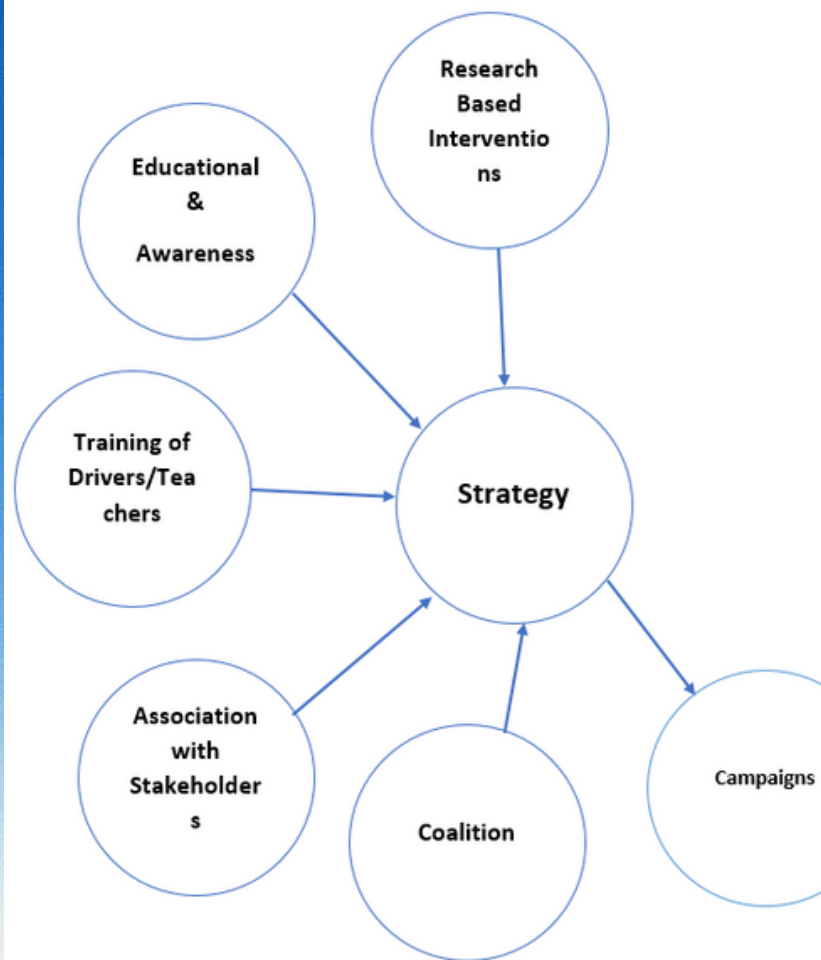 Research
Based
Interventio
ns
Educational
&
Awareness
Training of
Drivers/Tea
chers
Strategy
Association
with
Stakeholder
s
Coalition
Campaigns